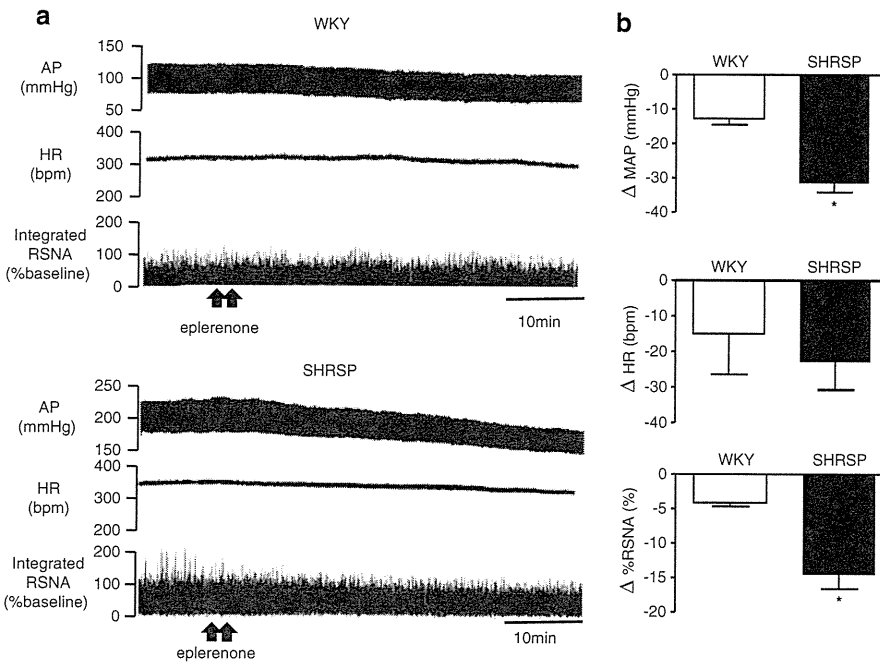 a
WKY
AP
(mmHg)
150
100
50
HR
(bpm)
400
300
200
Integrated
RSNA
(%baseline)
200
100
0
eplerenone
10min
SHRSP
AP
(mmHg)
250
200
150
HR
(bpm)
400
300
200
Integrated
RSNA
(%baseline)
200
100
0
eplerenone
10min
b
WKY SHRSP
Δ MAP (mmHg)
0
-10
-20
-30
-40
*
WKY SHRSP
Δ HR (bpm)
0
-10
-20
-30
-40
WKY SHRSP
Δ %RSNA (%)
0
-5
-10
-15
-20
*